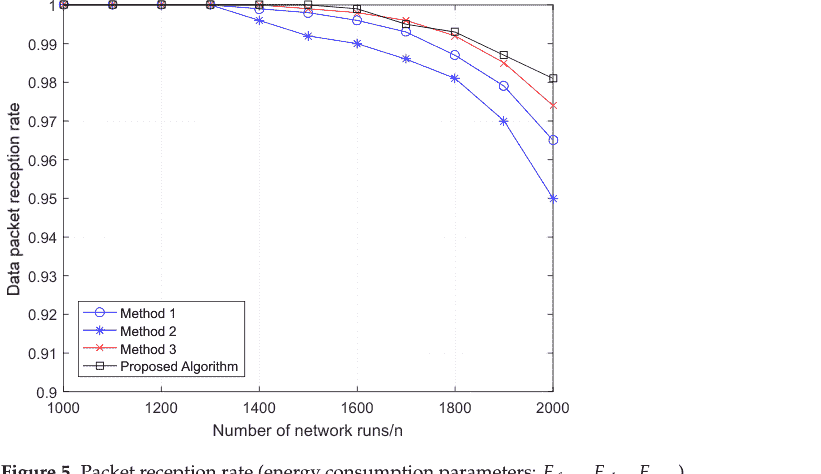 1
0.99
0.98
0.97
0.96
0.95
0.94
0.93
0.92
0.91
0.9
Data packet reception rate
Method 1
Method 2
Method 3
Proposed Algorithm
1000 1200 1400 1600 1800 2000
Number of network runs/n
Figure 5. Packet reception rate (energy consumption parameters: